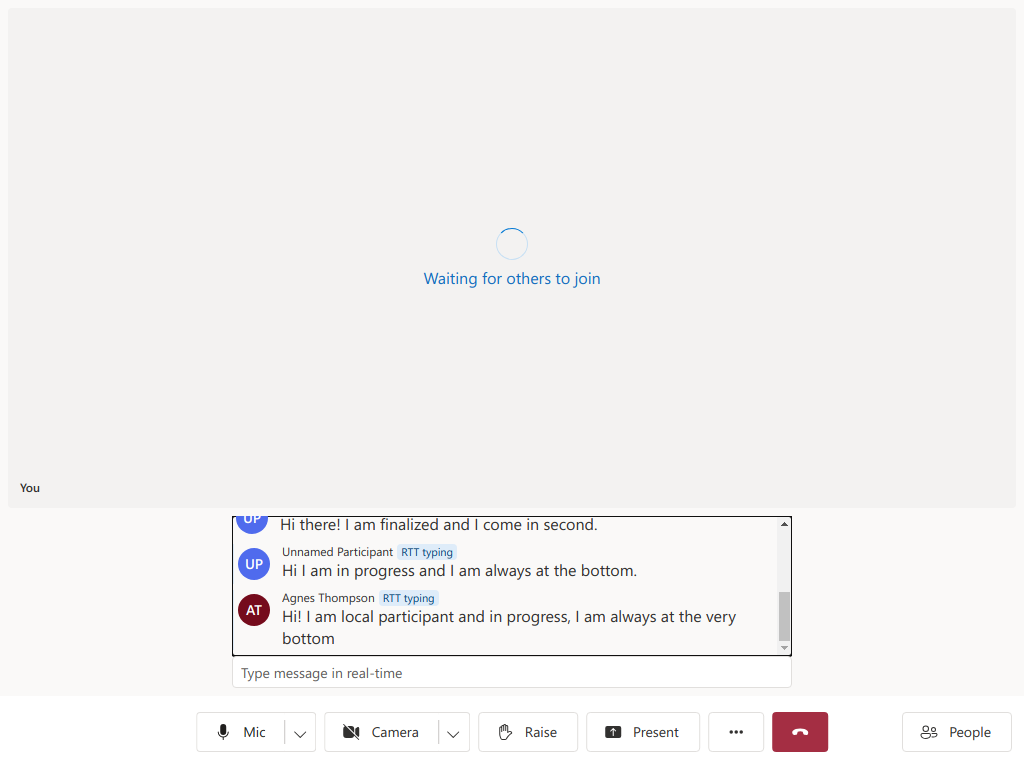 Waiting for others to join
You
UP
Hi there! I am finalized and I come in second.
Unnamed Participant RTT typing
UP
Hi I am in progress and I am always at the bottom.
Agnes Thompson RTT typing
AT
Hi! I am local participant and in progress, I am always at the very
bottom
Type message in real-time
Mic
Camera
Raise
Present
People